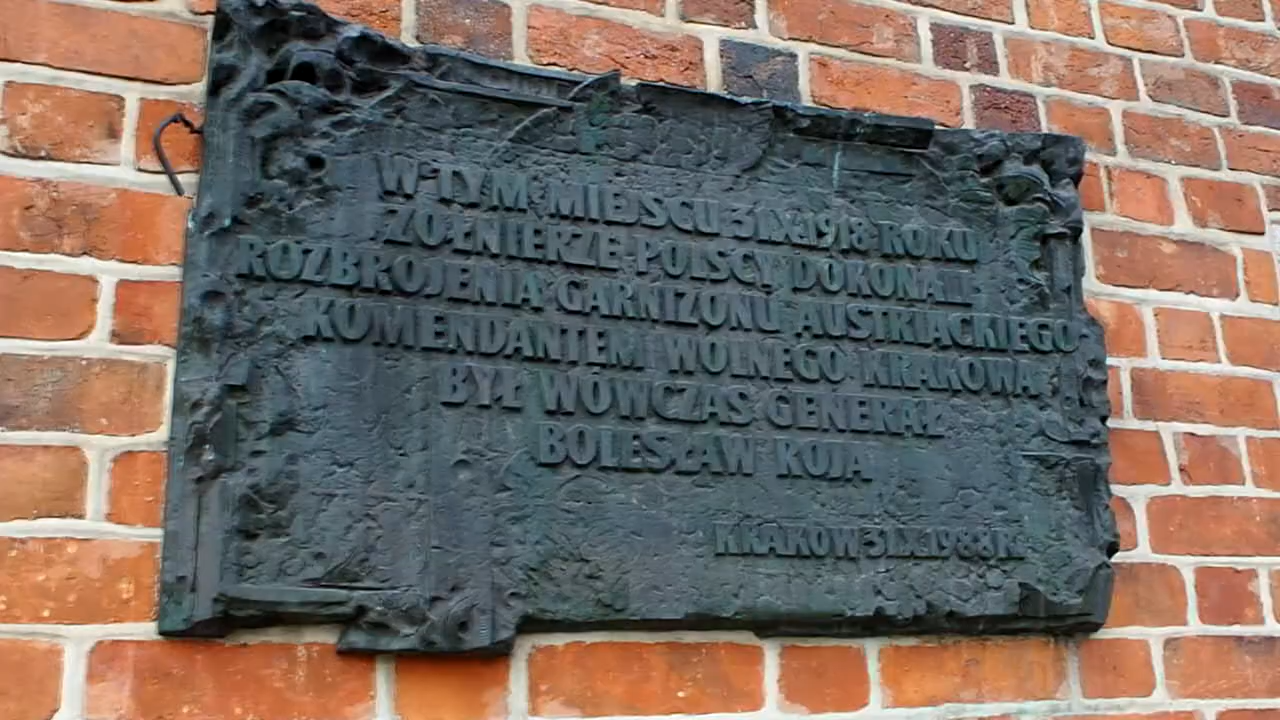 W TYM MIEJSCU 31.X.1918 ROKU
ŻOŁNIERZE POLSCY DOKONALI
ROZBROJENIA GARNIZONU AUSTRIACKIEGO
KOMENDANTEM WOLNEGO KRAKOWA
BYŁ WÓWCZAS GENERAŁ
BOLESŁAW ROJA
KRAKÓW 31.X.1988 R.